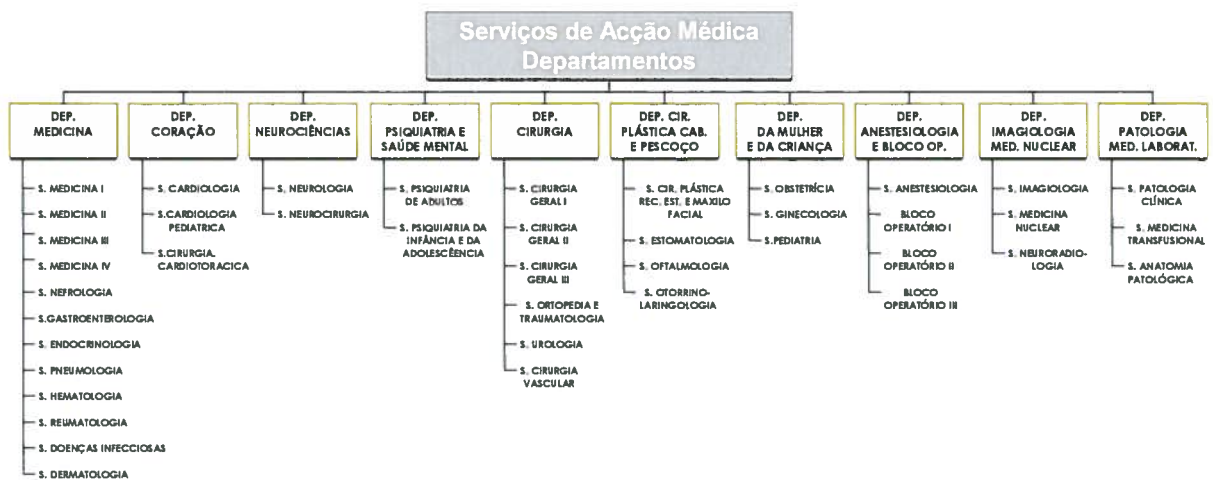 Serviços de Acção Médica
Departamentos
DEP.
MEDICINA
S. MEDICINA I
S. MEDICINA II
S. MEDICINA III
S. MEDICINA IV
S. NEFROLOGIA
S.GASTROENTEROLOGIA
S. ENDOCRINOLOGIA
S. PNEUMOLOGIA
S. HEMATOLOGIA
S. REUMATOLOGIA
S. DOENÇAS INFECCIOSAS
S. DERMATOLOGIA
DEP.
CORAÇÃO
S. CARDIOLOGIA
S.CARDIOLOGIA
PEDIATRICA
S.CIRURGIA.
CARDIOTORACICA
DEP.
NEUROCIÊNCIAS
S. NEUROLOGIA
S. NEUROCIRURGIA
DEP.
PSIQUIATRIA E
SAÚDE MENTAL
S. PSIQUIATRIA
DE ADULTOS
S. PSIQUIATRIA DA
INFÂNCIA E DA
ADOLESCÊENCIA
DEP.
CIRURGIA
S. CIRURGIA
GERAL I
S. CIRURGIA
GERAL II
S. CIRURGIA
GERAL III
S. ORTOPEDIA E
TRAUMATOLOGIA
S. UROLOGIA
S. CIRURGIA
VASCULAR
DEP. CIR.
PLÁSTICA CAB.
E PESCOÇO
S. CIR. PLÁSTICA
REC. EST. E MAXILO
FACIAL
S. ESTOMATOLOGIA
S. OFTALMOLOGIA
S. OTORRINO-
LARINGOLOGIA
DEP.
DA MULHER
E DA CRIANÇA
S. OBSTETRÍCIA
S. GINECOLOGIA
S.PEDIATRIA
DEP.
ANESTESIOLOGIA
E BLOCO OP.
S. ANESTESIOLOGIA
BLOCO
OPERATÓRIO I
BLOCO
OPERATÓRIO II
BLOCO
OPERATÓRIO III
DEP.
IMAGIOLOGIA
MED. NUCLEAR
S. IMAGIOLOGIA
S. MEDICINA
NUCLEAR
S. NEURORADIO-
LOGIA
DEP.
PATOLOGIA
MED. LABORAT.
S. PATOLOGIA
CLÍNICA
S. MEDICINA
TRANSFUSIONAL
S. ANATOMIA
PATOLÓGICA